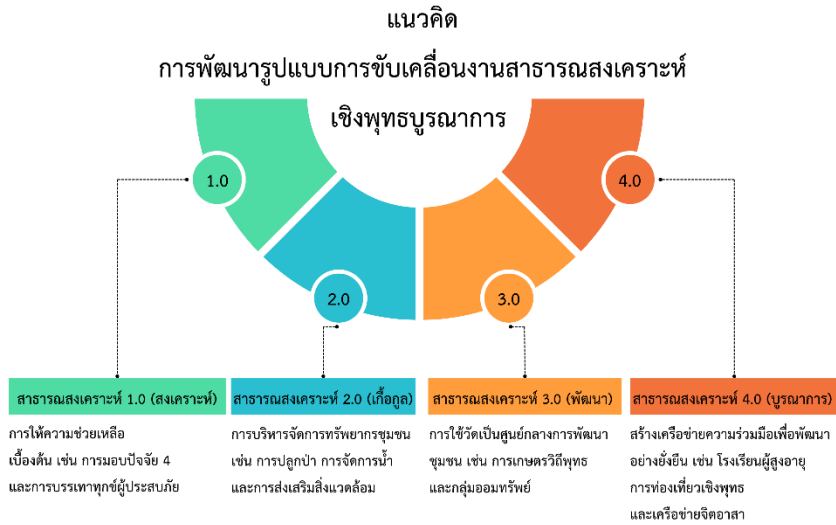 แนวคิด
การพัฒนารูปแบบการขับเคลื่อนงานสาธารณสงเคราะห์
เชิงพุทธบูรณาการ
1.0
4.0
2.0
3.0
สาธารณสงเคราะห์ 1.0 (สงเคราะห์)
การให้ความช่วยเหลือ
เบื้องต้น เช่น การมอบปัจจัย 4
และการบรรเทาทุกข์ผู้ประสบภัย
สาธารณสงเคราะห์ 2.0 (เกื้อกูล)
การบริหารจัดการทรัพยากรชุมชน
เช่น การปลูกป่า การจัดการน้ำ
และการส่งเสริมสิ่งแวดล้อม
สาธารณสงเคราะห์ 3.0 (พัฒนา)
การใช้วัดเป็นศูนย์กลางการพัฒนา
ชุมชน เช่น การเกษตรวิถีพุทธ
และกลุ่มออมทรัพย์
สาธารณสงเคราะห์ 4.0 (บูรณาการ)
สร้างเครือข่ายความร่วมมือเพื่อพัฒนา
อย่างยั่งยืน เช่น โรงเรียนผู้สูงอายุ
การท่องเที่ยวเชิงพุทธ
และเครือข่ายจิตอาสา